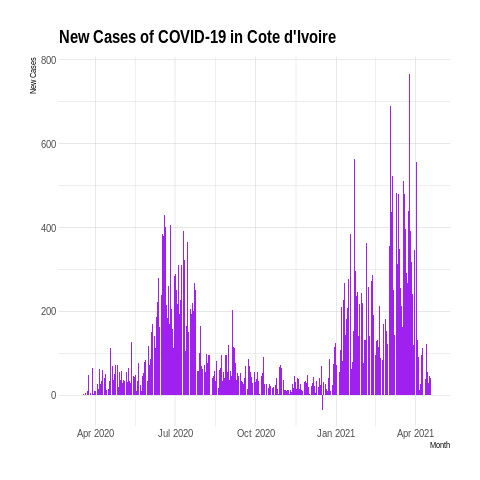 New Cases of COVID-19 in Cote d'Ivoire
New Cases
800
600
400
200
0
Apr 2020 Jul 2020 Oct 2020 Jan 2021 Apr 2021
Month